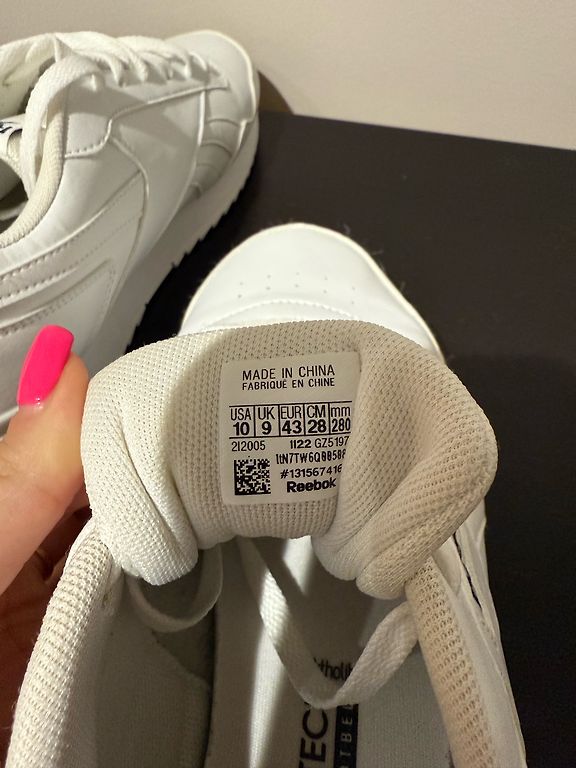 MADE IN CHINA
FABRIQUÉ EN CHINE
USA UK EUR CM mm
10 9 43 28 280
212005 1122 GZ5197
#131567416
Reebok